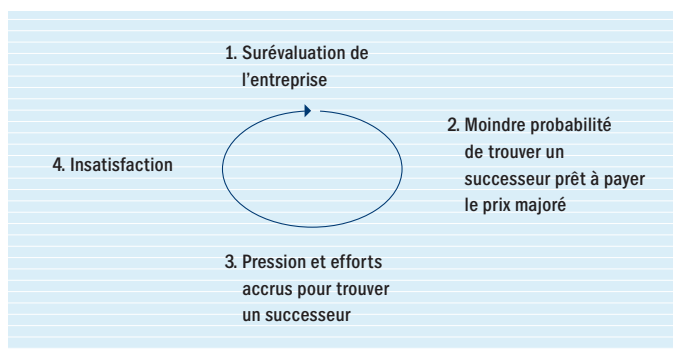 1. Surévaluation de
l'entreprise
2. Moindre probabilité
de trouver un
successeur prêt à payer
le prix majoré
3. Pression et efforts
accrus pour trouver
un successeur
4. Insatisfaction